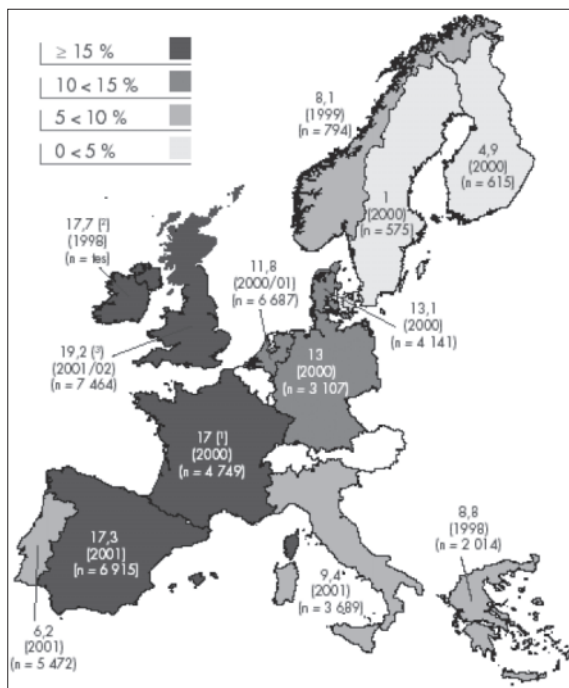 ≥ 15 %
10 < 15 %
5 < 10 %
0 < 5 %
8,1
(1999)
(n = 794)
4,9
(2000)
(n = 615)
1
(2000)
(n = 575)
17,7 (²)
(1998)
(n = tes)
11,8
(2000/01)
(n = 6 687)
13,1
(2000)
(n = 4 141)
19,2 (³)
(2001/02)
(n = 7 464)
13
(2000)
(n = 3 107)
17 (¹)
(2000)
(n = 4 749)
17,3
(2001)
(n = 6 915)
8,8
(1998)
(n = 2 014)
9,4
(2001)
(n = 3 689)
6,2
(2001)
(n = 5 472)